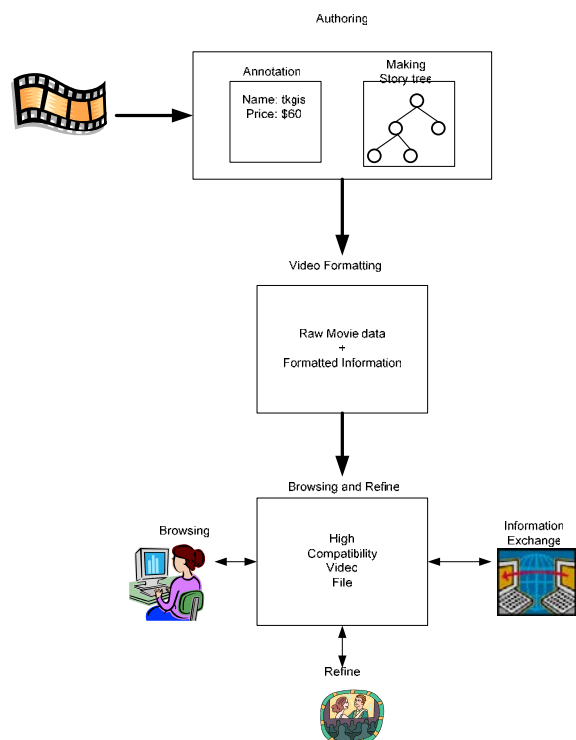 Authoring
Annotation
Name: tkgis
Price: $60
Making
Story tree
Video Formatting
Raw Movie data
+
Formatted Information
Browsing and Refine
Browsing
High
Compatibility
Video
File
Information
Exchange
Refine